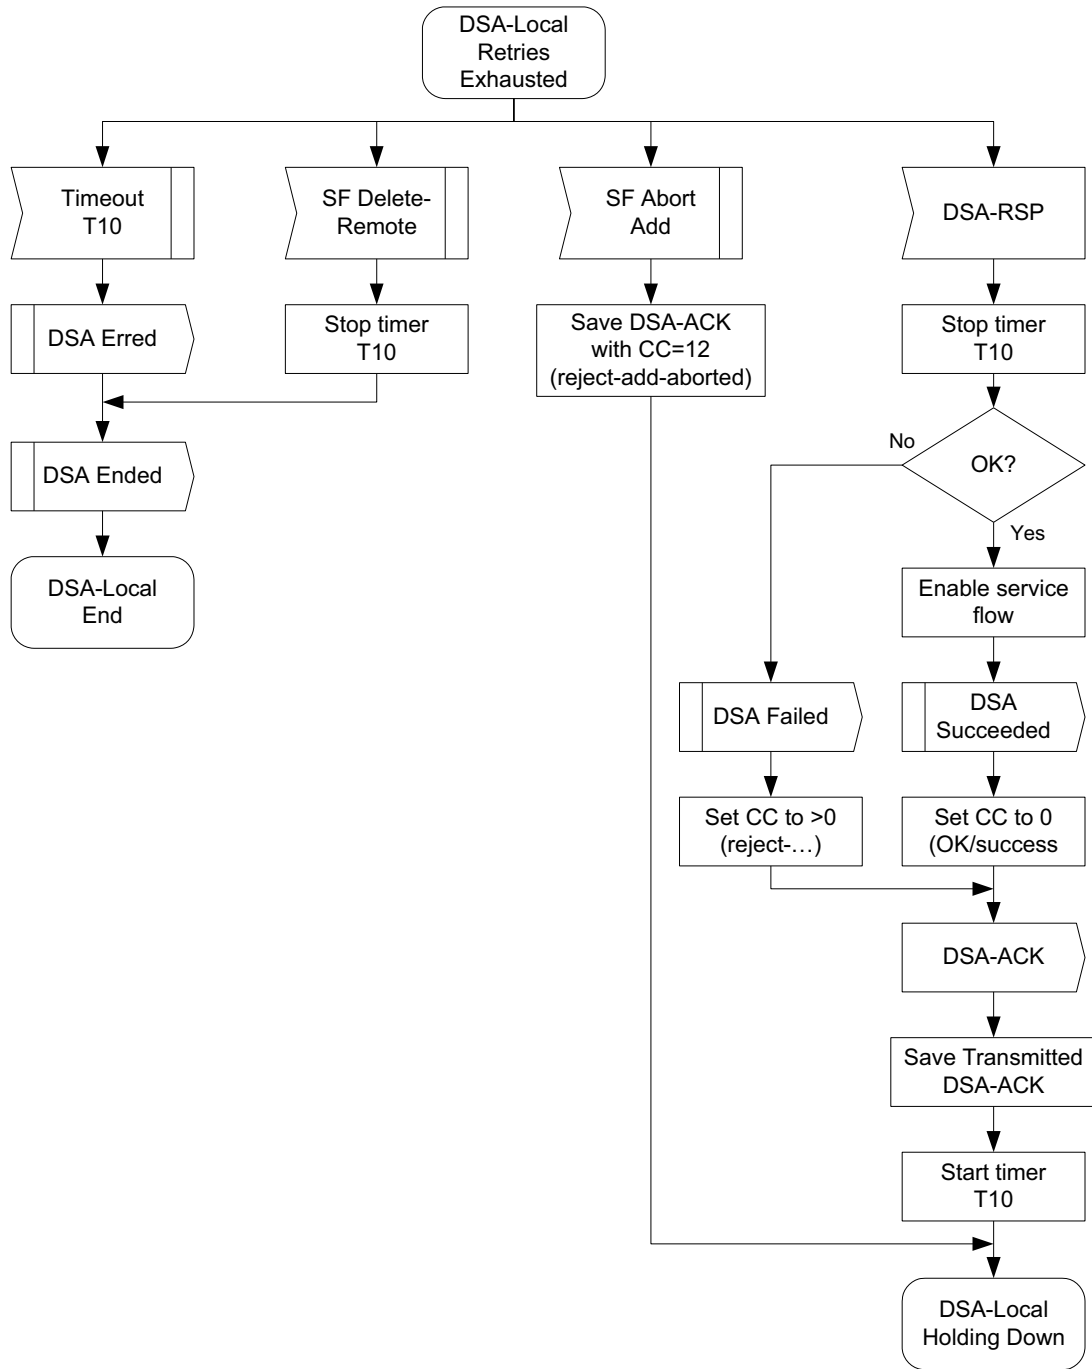 DSA-Local
Retries
Exhausted
Timeout
T10
SF Delete-
Remote
SF Abort
Add
DSA-RSP
DSA Erred
Stop timer
T10
Save DSA-ACK
with CC=12
(reject-add-aborted)
Stop timer
T10
DSA Ended
No
OK?
Yes
DSA-Local
End
Enable service
flow
DSA Failed
DSA
Succeeded
Set CC to >0
(reject-…)
Set CC to 0
(OK/success
DSA-ACK
Save Transmitted
DSA-ACK
Start timer
T10
DSA-Local
Holding Down